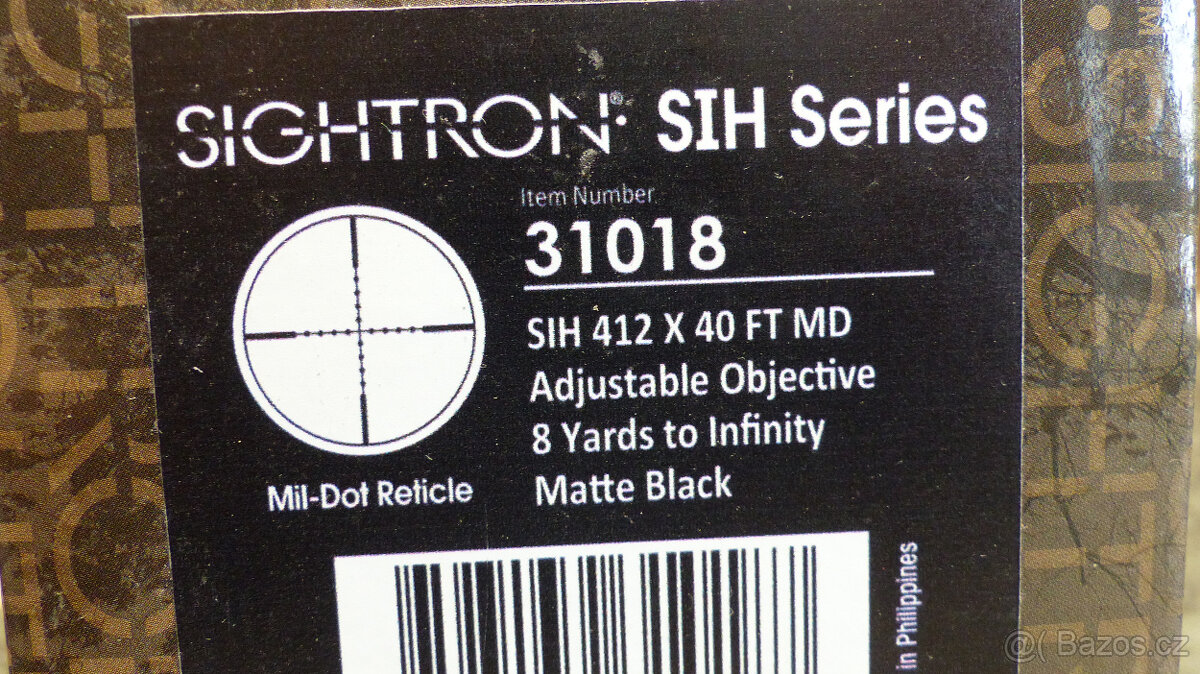 SIGHTRON® SIH Series
Item Number
31018
SIH 412 X 40 FT MD
Adjustable Objective
8 Yards to Infinity
Matte Black
Mil-Dot Reticle
in Philippines
@( Bazos.cz